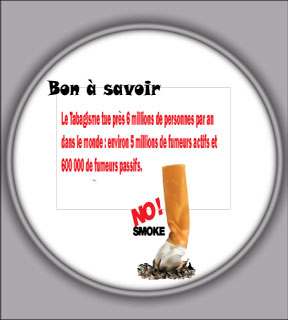 Bon à savoir
Le Tabagisme tue près 6 millions de personnes par an
dans le monde : environ 5 millions de fumeurs actifs et
600 000 de fumeurs passifs.
NO!
SMOKE